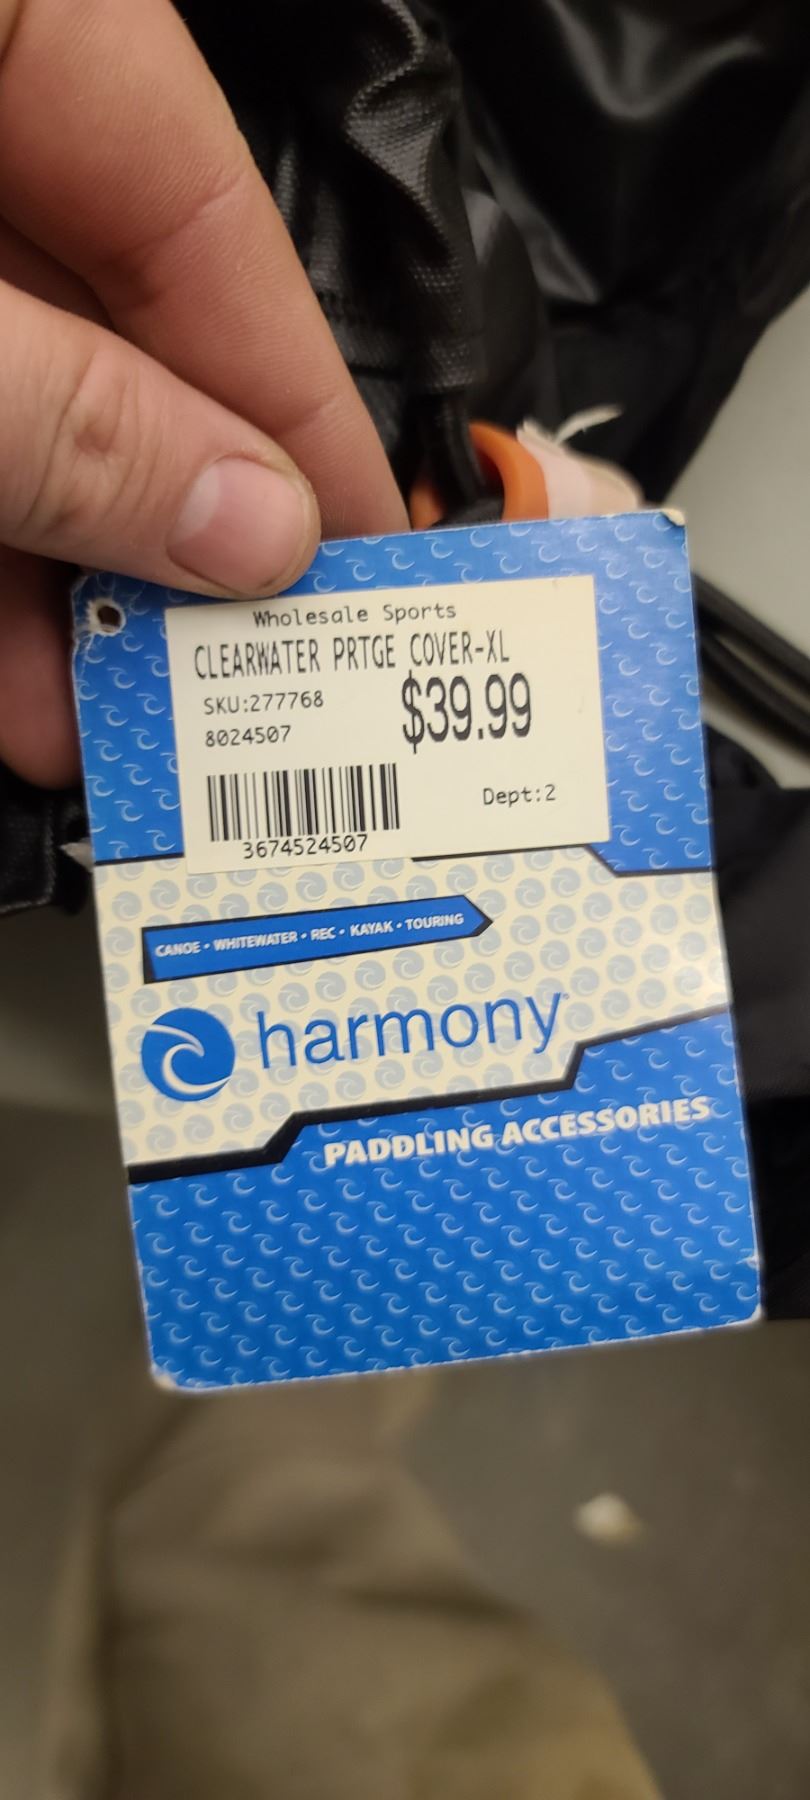 Wholesale Sports
CLEARWATER PRTGE COVER-XL
SKU:277768
$39.99
8024507
Dept:2
3674524507
CANOE • WHITEWATER • REC • KAYAK • TOURING
harmony
PADDLING ACCESSORIES